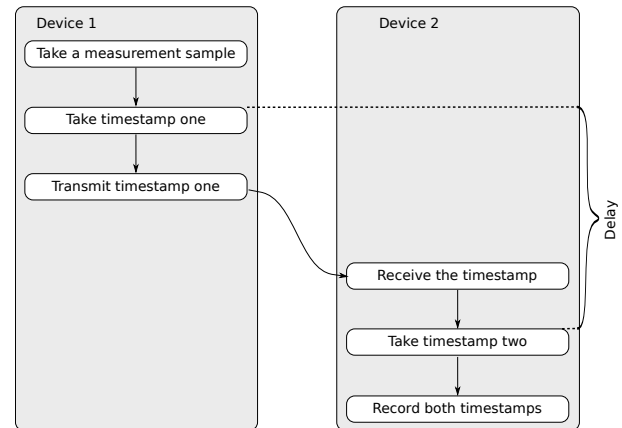 Device 1
Take a measurement sample
Take timestamp one
Transmit timestamp one
Device 2
Receive the timestamp
Take timestamp two
Record both timestamps
Delay